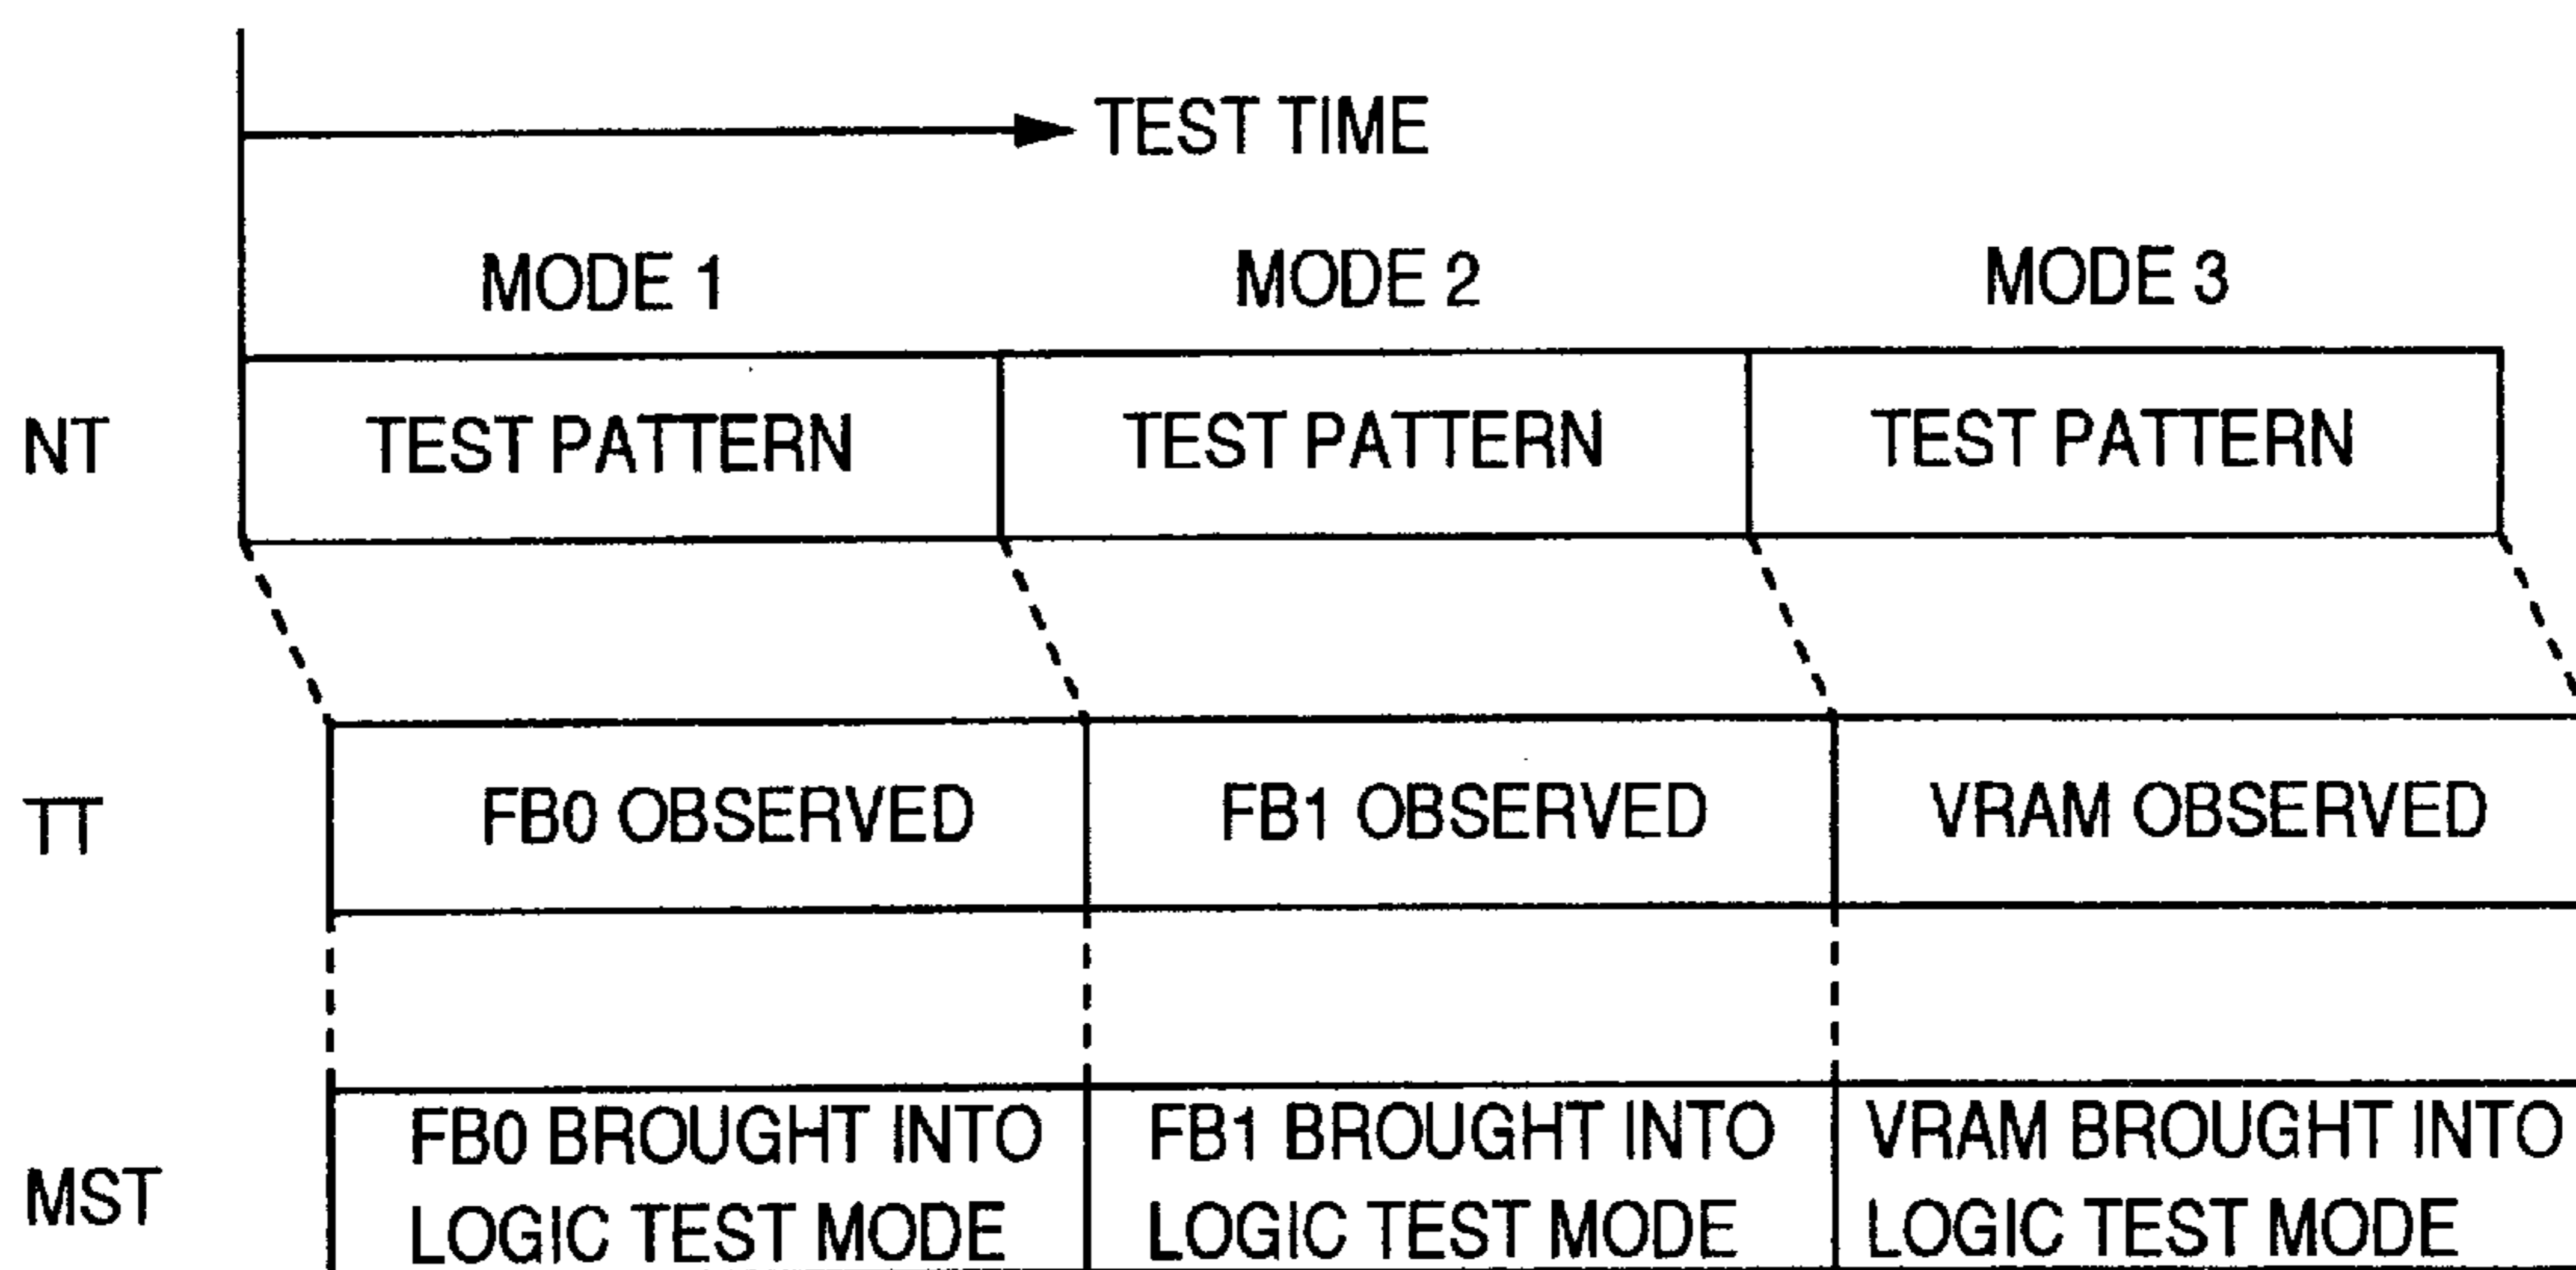 TEST TIME
MODE 1 MODE 2 MODE 3
NT TEST PATTERN TEST PATTERN TEST PATTERN
TT FB0 OBSERVED FB1 OBSERVED VRAM OBSERVED
MST
FB0 BROUGHT INTO
LOGIC TEST MODE
FB1 BROUGHT INTO
LOGIC TEST MODE
VRAM BROUGHT INTO
LOGIC TEST MODE